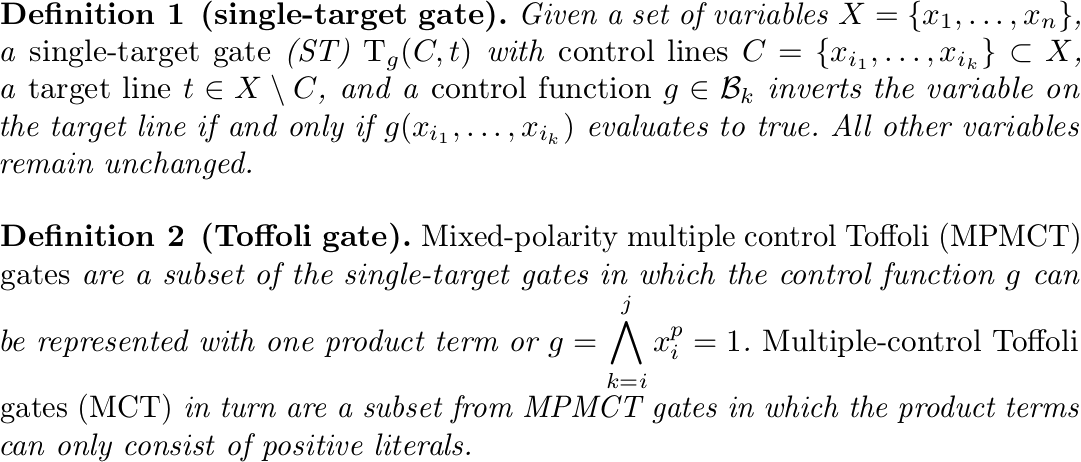 Definition 1 (single-target gate). Given a set of variables $X = \{x_1, \ldots, x_n\}$,
a single-target gate (ST) $\mathrm{T}_g(C, t)$ with control lines $C = \{x_{i_1}, \ldots, x_{i_k}\} \subset X$,
a target line $t \in X \setminus C$, and a control function $g \in \mathcal{B}_k$ inverts the variable on
the target line if and only if $g(x_{i_1}, \ldots, x_{i_k})$ evaluates to true. All other variables
remain unchanged.
Definition 2 (Toffoli gate). Mixed-polarity multiple control Toffoli (MPMCT)
gates are a subset of the single-target gates in which the control function $g$ can
be represented with one product term or $g = \bigwedge_{k=i}^{j} x_i^p = 1$. Multiple-control Toffoli
gates (MCT) in turn are a subset from MPMCT gates in which the product terms
can only consist of positive literals.